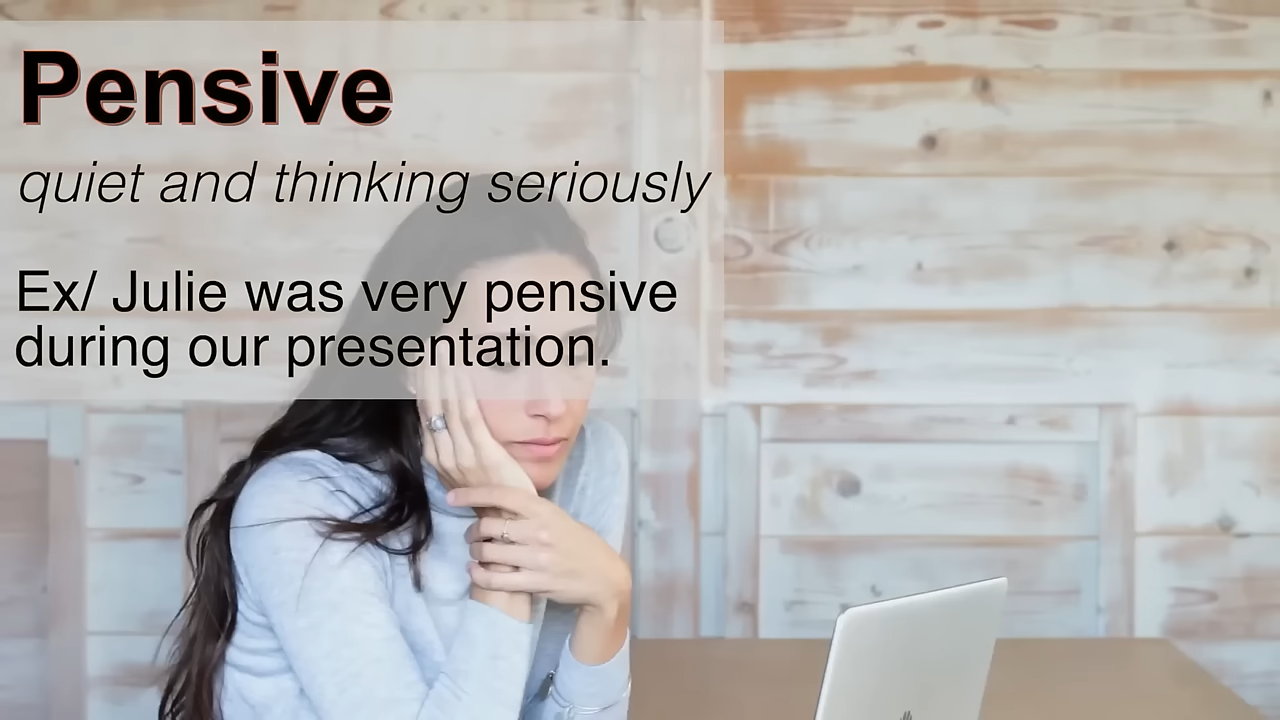 Pensive
quiet and thinking seriously
Ex/ Julie was very pensive
during our presentation.